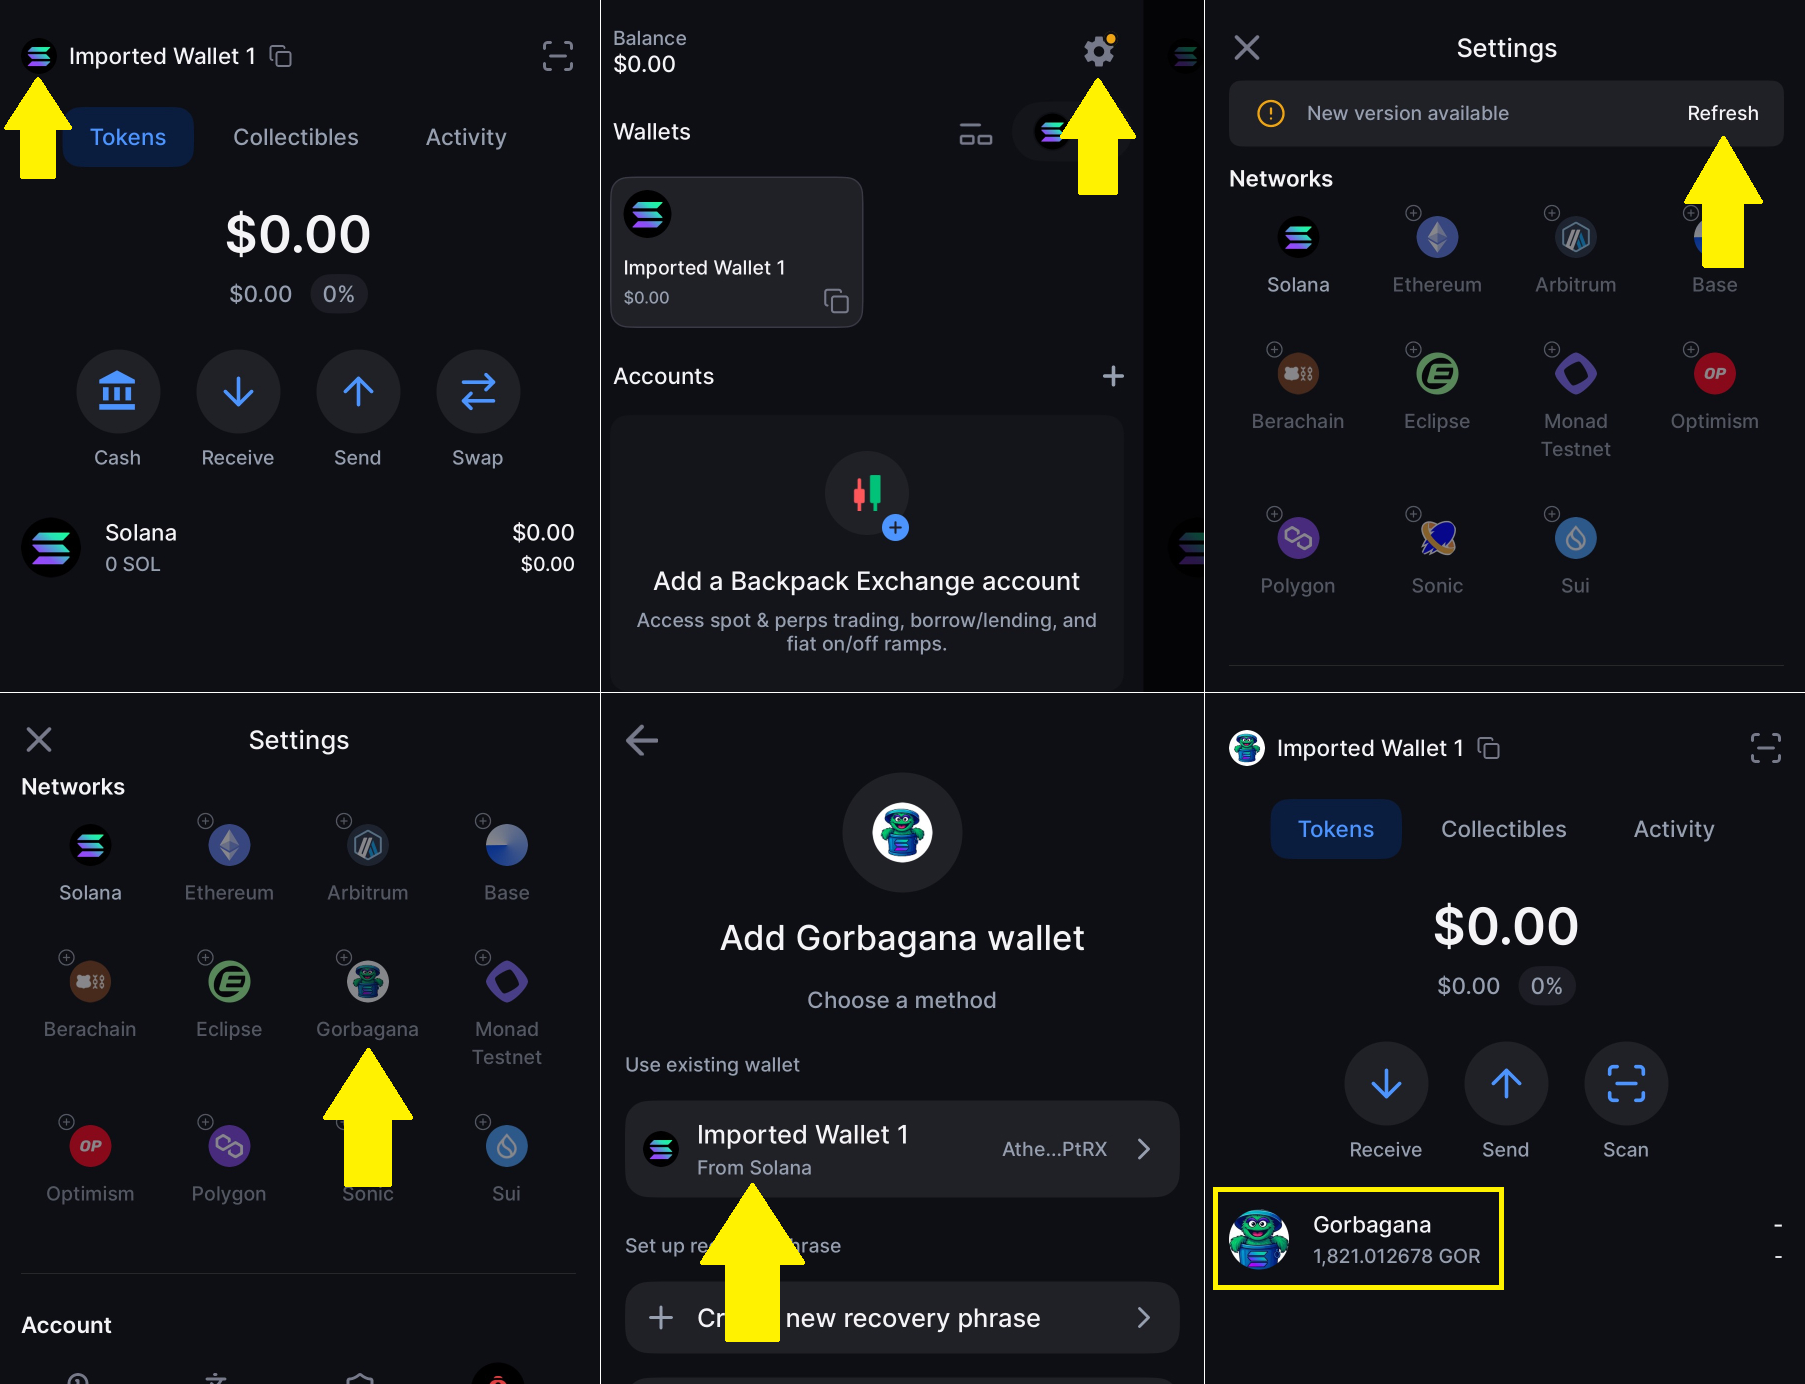 Imported Wallet 1
Tokens Collectibles Activity
$0.00
$0.00 0%
Cash Receive Send Swap
Solana $0.00
0 SOL $0.00
Balance
$0.00
Wallets
Imported Wallet 1
$0.00
Accounts
Add a Backpack Exchange account
Access spot & perps trading, borrow/lending, and
fiat on/off ramps.
Settings
New version available Refresh
Networks
Solana Ethereum Arbitrum Base
Berachain Eclipse Monad Optimism
Testnet
OP
Polygon Sonic Sui
Settings
Networks
Solana Ethereum Arbitrum Base
Berachain Eclipse Gorbagana Monad
Testnet
OP
Optimism Polygon Sonic Sui
Account
Add Gorbagana wallet
Choose a method
Use existing wallet
Imported Wallet 1
From Solana Athe...PtRX
Set up re hrase
Cr new recovery phrase
Imported Wallet 1
Tokens Collectibles Activity
$0.00
$0.00 0%
Receive Send Scan
Gorbagana -
1,821.012678 GOR -